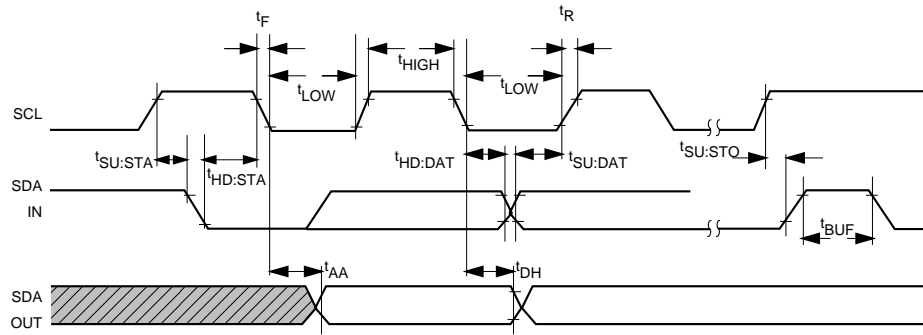 tF
tR
tHIGH
tLOW
tLOW
SCL
tSU:STA
tHD:STA
tHD:DAT
tSU:DAT
tSU:STO
SDA
IN
tBUF
tAA
tDH
SDA
OUT